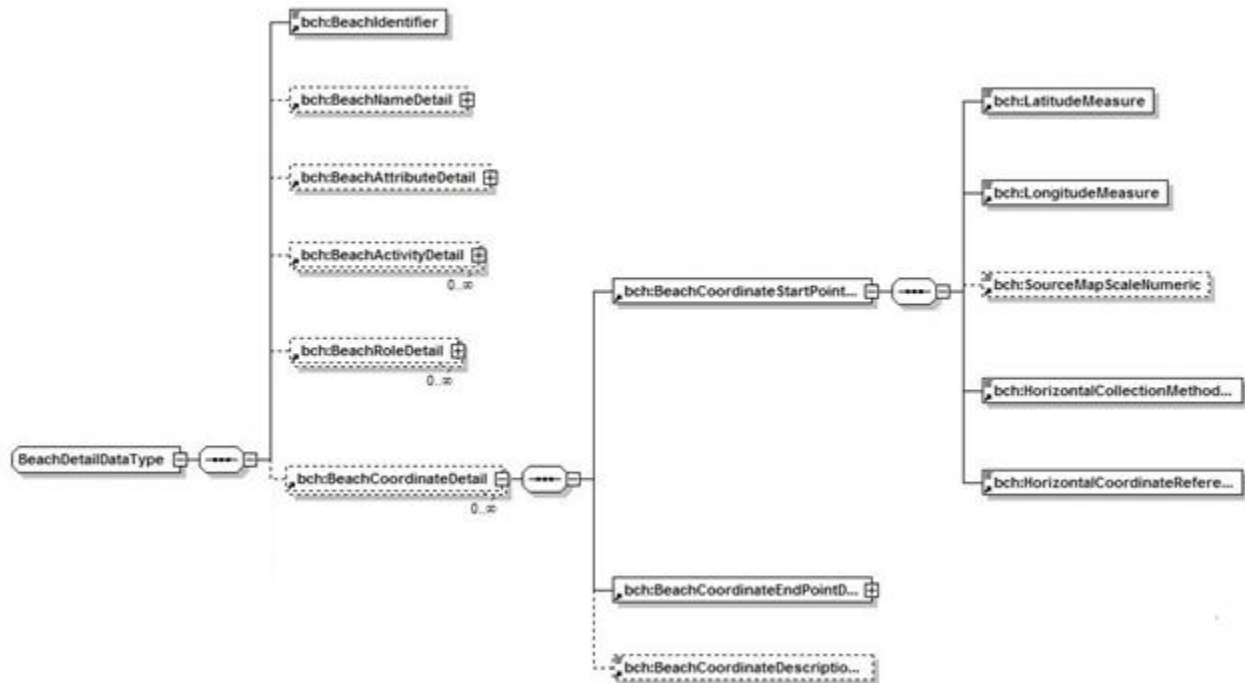 bch:BeachIdentifier
bch:BeachNameDetail
bch:LatitudeMeasure
bch:BeachAttributeDetail
bch:LongitudeMeasure
bch:BeachActivityDetail
0..∞
bch:BeachCoordinateStartPoint...
bch:SourceMapScaleNumeric
bch:BeachRoleDetail
0..∞
bch:HorizontalCollectionMethod...
BeachDetailDataType
bch:BeachCoordinateDetail
0..∞
bch:HorizontalCoordinateRefere...
bch:BeachCoordinateEndPointD...
bch:BeachCoordinateDescriptio...